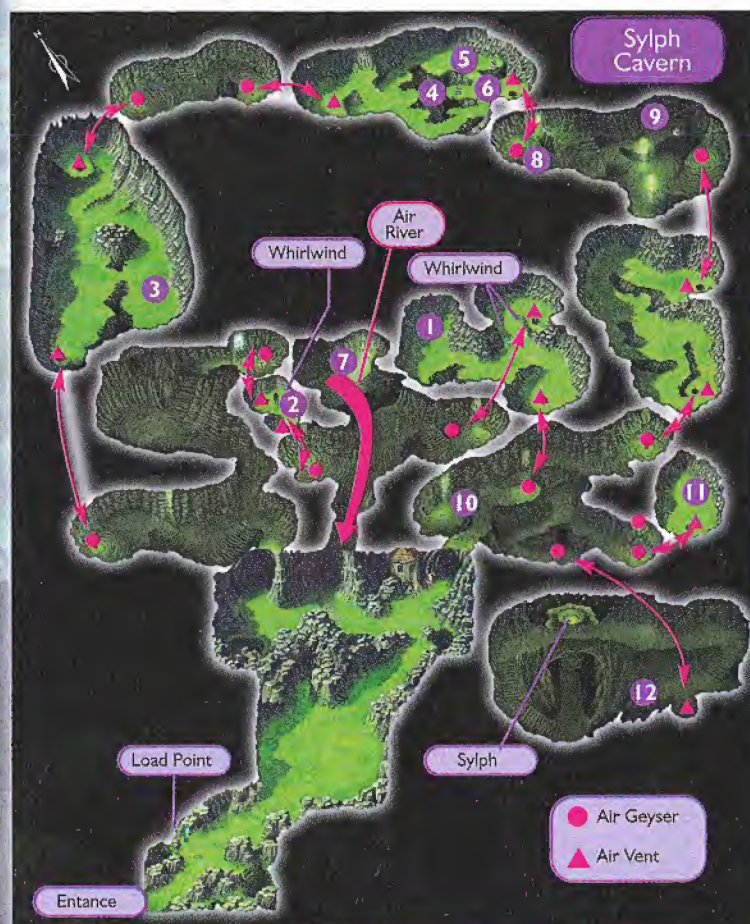 Sylph
Cavern
5
4
6
9
8
Air
River
Whirlwind
Whirlwind
3
1
7
2
10
11
12
Load Point
Sylph
Air Geyser
Air Vent
Entance